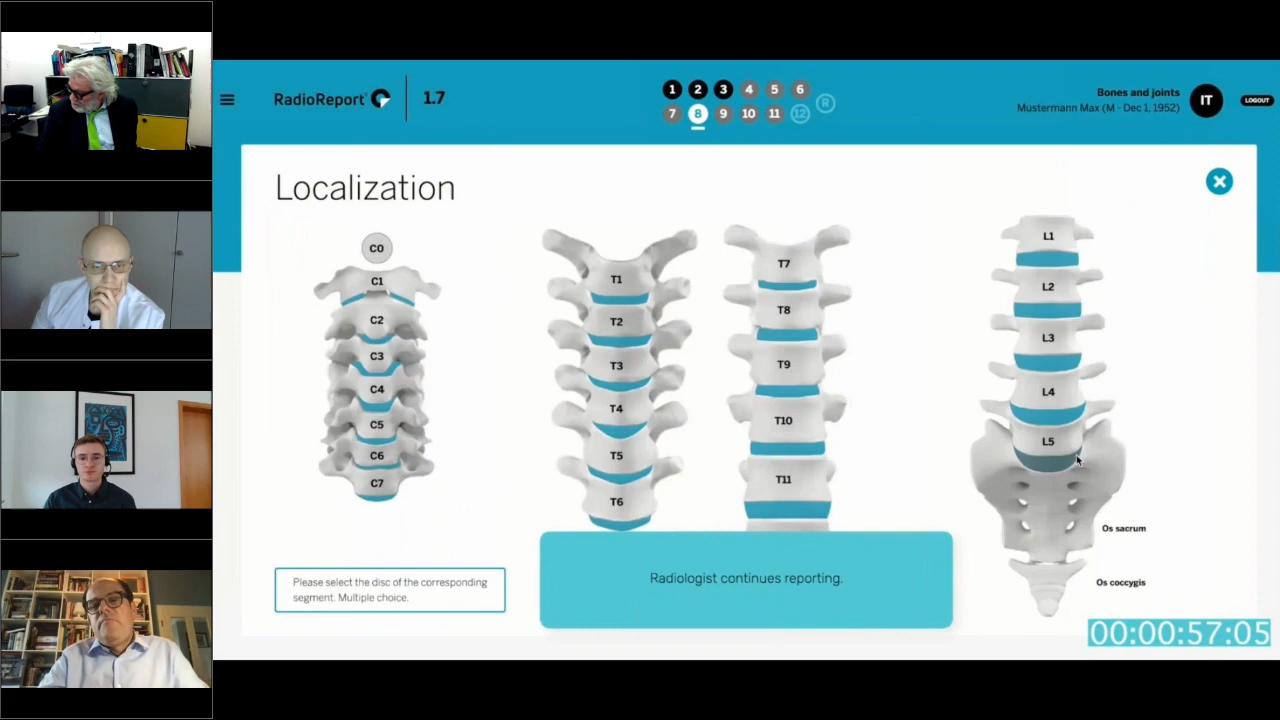 RadioReport®
1.7
1 2 3 4 5 6
7 8 9 10 11 12
R
Bones and joints
Mustermann Max (M - Dec 1, 1952)
IT
LOGOUT
Localization
C0
C1
C2
C3
C4
C5
C6
C7
T1
T2
T3
T4
T5
T6
T7
T8
T9
T10
T11
L1
L2
L3
L4
L5
Os sacrum
Os coccygis
Please select the disc of the corresponding
segment. Multiple choice.
Radiologist continues reporting.
00:00:57:05